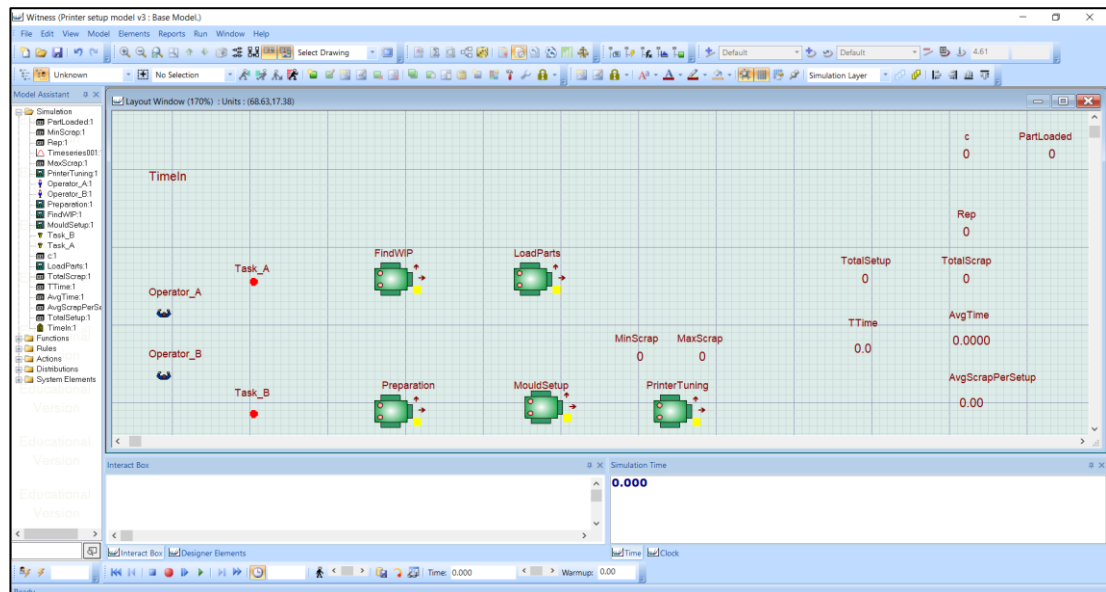 Witness (Printer setup model v3 : Base Model.)
File Edit View Model Elements Reports Run Window Help
Select Drawing Default Default 4.61
Unknown No Selection Simulation Layer
Model Assistant
Layout Window (170%) : Units : (68.63,17.38)
Simulation
PartLoaded:1
MinScrap:1
Rep:1
Timeseries001:
MaxScrap:1
PrinterTuning:1
Operator_A:1
Operator_B:1
Preparation:1
FindWIP:1
MouldSetup:1
Task_B
Task_A
c:1
LoadParts:1
TotalScrap:1
TTime:1
AvgTime:1
AvgScrapPerSe
TotalSetup:1
TimeIn:1
Functions
Rules
Actions
Distributions
System Elements
Version
Educational
Version
Educational
Version
c PartLoaded
0 0
TimeIn
Rep
0
FindWIP LoadParts
TotalSetup TotalScrap
Task_A
0 0
Operator_A
AvgTime
TTime
0.0 0.0000
MinScrap MaxScrap
0 0
Operator_B
AvgScrapPerSetup
Task_B Preparation MouldSetup PrinterTuning
0.00
Interact Box
Simulation Time
0.000
Interact Box Designer Elements
Time Clock
Time: 0.000 Warmup: 0.00
Ready